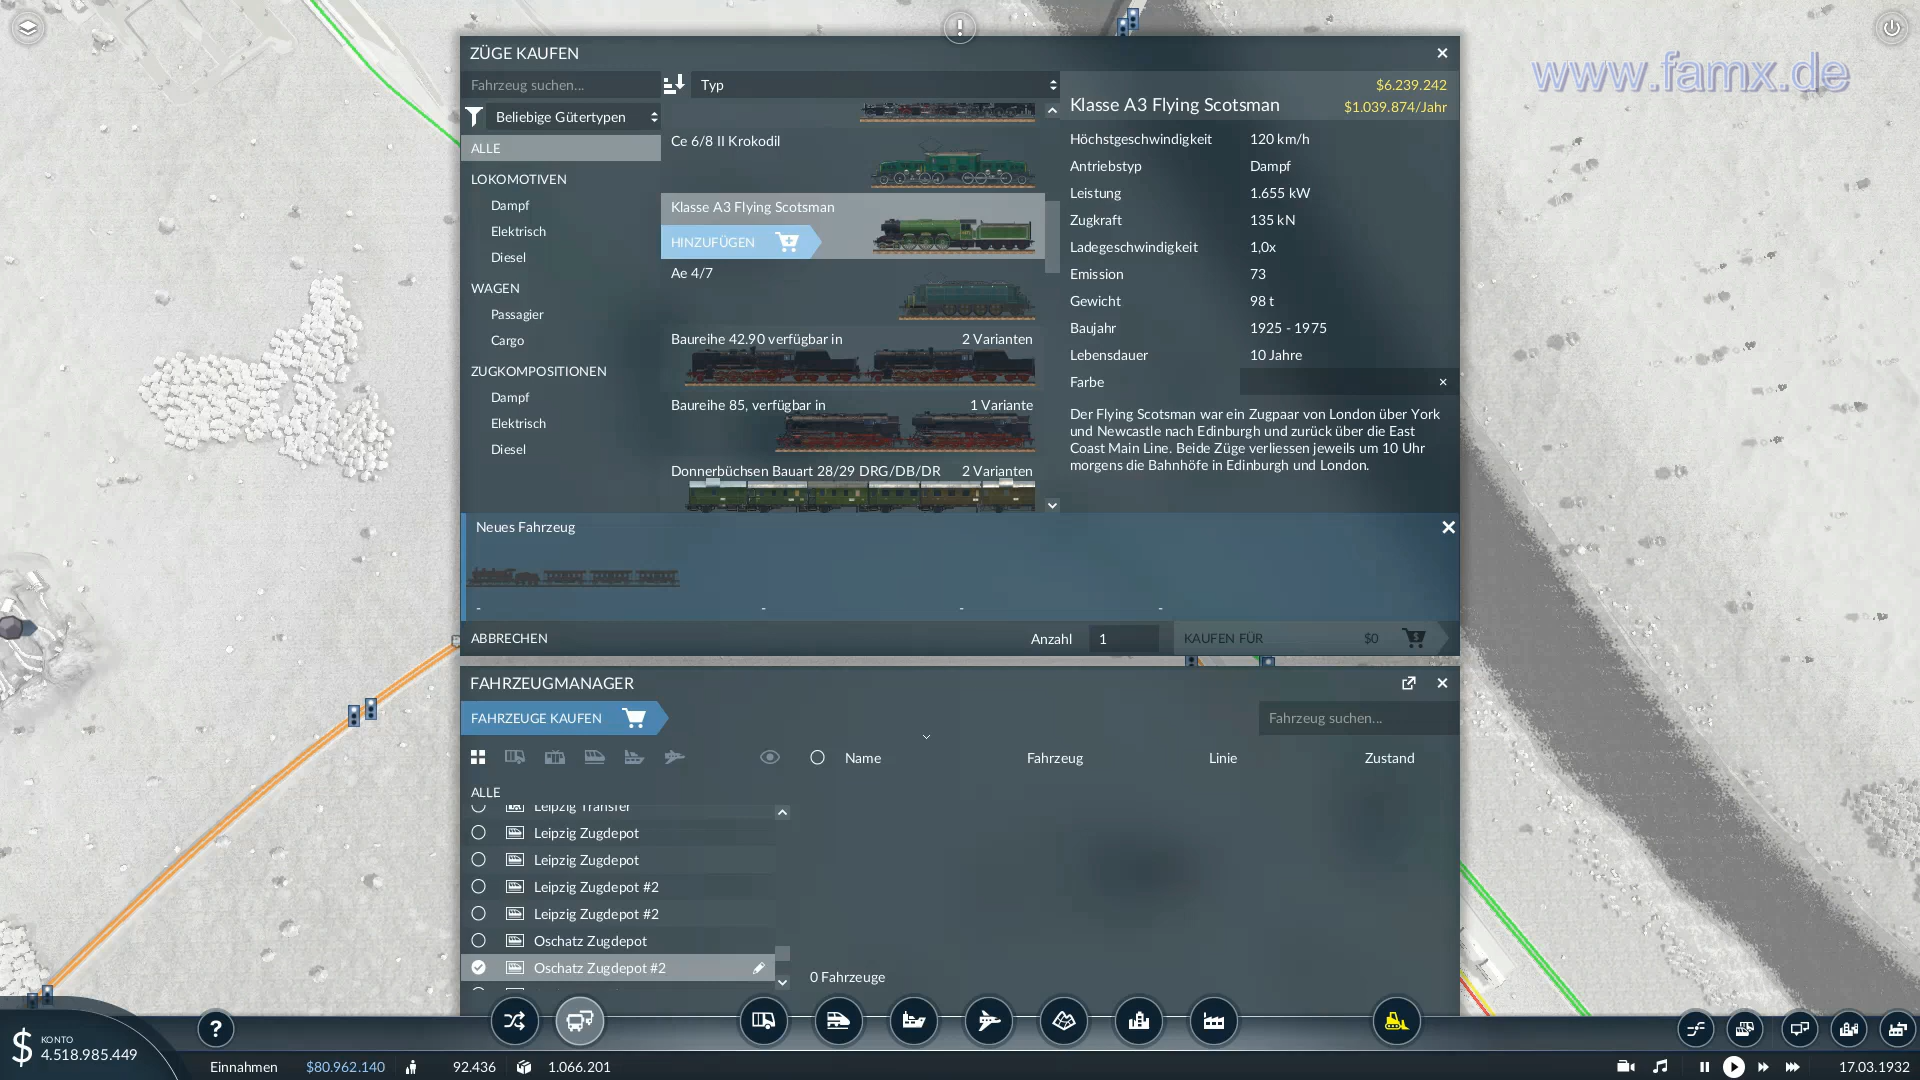 www.famx.de
ZÜGE KAUFEN
Fahrzeug suchen...
Typ
$6.239.242
$1.039.874/Jahr
Klasse A3 Flying Scotsman
Beliebige Gütertypen
ALLE
LOKOMOTIVEN
Dampf
Elektrisch
Diesel
WAGEN
Passagier
Cargo
ZUGKOMPOSITIONEN
Dampf
Elektrisch
Diesel
Ce 6/8 II Krokodil
Klasse A3 Flying Scotsman
HINZUFÜGEN
Ae 4/7
Baureihe 42.90 verfügbar in 2 Varianten
Baureihe 85, verfügbar in 1 Variante
Donnerbüchsen Bauart 28/29 DRG/DB/DR 2 Varianten
Höchstgeschwindigkeit 120 km/h
Antriebstyp Dampf
Leistung 1.655 kW
Zugkraft 135 kN
Ladegeschwindigkeit 1,0x
Emission 73
Gewicht 98 t
Baujahr 1925 - 1975
Lebensdauer 10 Jahre
Farbe
Der Flying Scotsman war ein Zugpaar von London über York
und Newcastle nach Edinburgh und zurück über die East
Coast Main Line. Beide Züge verliessen jeweils um 10 Uhr
morgens die Bahnhöfe in Edinburgh und London.
Neues Fahrzeug
- - - -
ABBRECHEN
Anzahl 1
KAUFEN FÜR $0
FAHRZEUGMANAGER
FAHRZEUGE KAUFEN
Fahrzeug suchen...
Name Fahrzeug Linie Zustand
ALLE
Leipzig Transfer
Leipzig Zugdepot
Leipzig Zugdepot
Leipzig Zugdepot #2
Leipzig Zugdepot #2
Oschatz Zugdepot
Oschatz Zugdepot #2
0 Fahrzeuge
KONTO
4.518.985.449
Einnahmen $80.962.140 92.436 1.066.201
17.03.1932